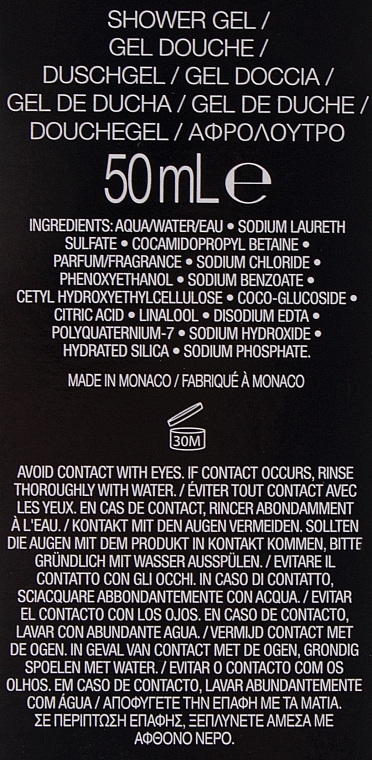 SHOWER GEL /
GEL DOUCHE /
DUSCHGEL / GEL DOCCIA /
GEL DE DUCHA / GEL DE DUCHE /
DOUCHEGEL / ΑΦΡΟΛΟΥΤΡΟ
50 mL ℮
INGREDIENTS: AQUA/WATER/EAU • SODIUM LAURETH
SULFATE • COCAMIDOPROPYL BETAINE •
PARFUM/FRAGRANCE • SODIUM CHLORIDE •
PHENOXYETHANOL • SODIUM BENZOATE •
CETYL HYDROXYETHYLCELLULOSE • COCO-GLUCOSIDE •
CITRIC ACID • LINALOOL • DISODIUM EDTA •
POLYQUATERNIUM-7 • SODIUM HYDROXIDE •
HYDRATED SILICA • SODIUM PHOSPHATE.
MADE IN MONACO / FABRIQUÉ À MONACO
30M
AVOID CONTACT WITH EYES. IF CONTACT OCCURS, RINSE
THOROUGHLY WITH WATER. / ÉVITER TOUT CONTACT AVEC
LES YEUX. EN CAS DE CONTACT, RINCER ABONDAMMENT
À L'EAU. / KONTAKT MIT DEN AUGEN VERMEIDEN. SOLLTEN
DIE AUGEN MIT DEM PRODUKT IN KONTAKT KOMMEN, BITTE
GRÜNDLICH MIT WASSER AUSSPÜLEN. / EVITARE IL
CONTATTO CON GLI OCCHI. IN CASO DI CONTATTO,
SCIACQUARE ABBONDANTEMENTE CON ACQUA. / EVITAR
EL CONTACTO CON LOS OJOS. EN CASO DE CONTACTO,
LAVAR CON ABUNDANTE AGUA. / VERMIJD CONTACT MET
DE OGEN. IN GEVAL VAN CONTACT MET DE OGEN, GRONDIG
SPOELEN MET WATER. / EVITAR O CONTACTO COM OS
OLHOS. EM CASO DE CONTACTO, LAVAR ABUNDANTEMENTE
COM ÁGUA / ΑΠΟΦΥΓΕΤΕ ΤΗΝ ΕΠΑΦΗ ΜΕ ΤΑ ΜΑΤΙΑ.
ΣΕ ΠΕΡΙΠΤΩΣΗ ΕΠΑΦΗΣ, ΞΕΠΛΥΝΕΤΕ ΑΜΕΣΑ ΜΕ
ΑΦΘΟΝΟ ΝΕΡΟ.